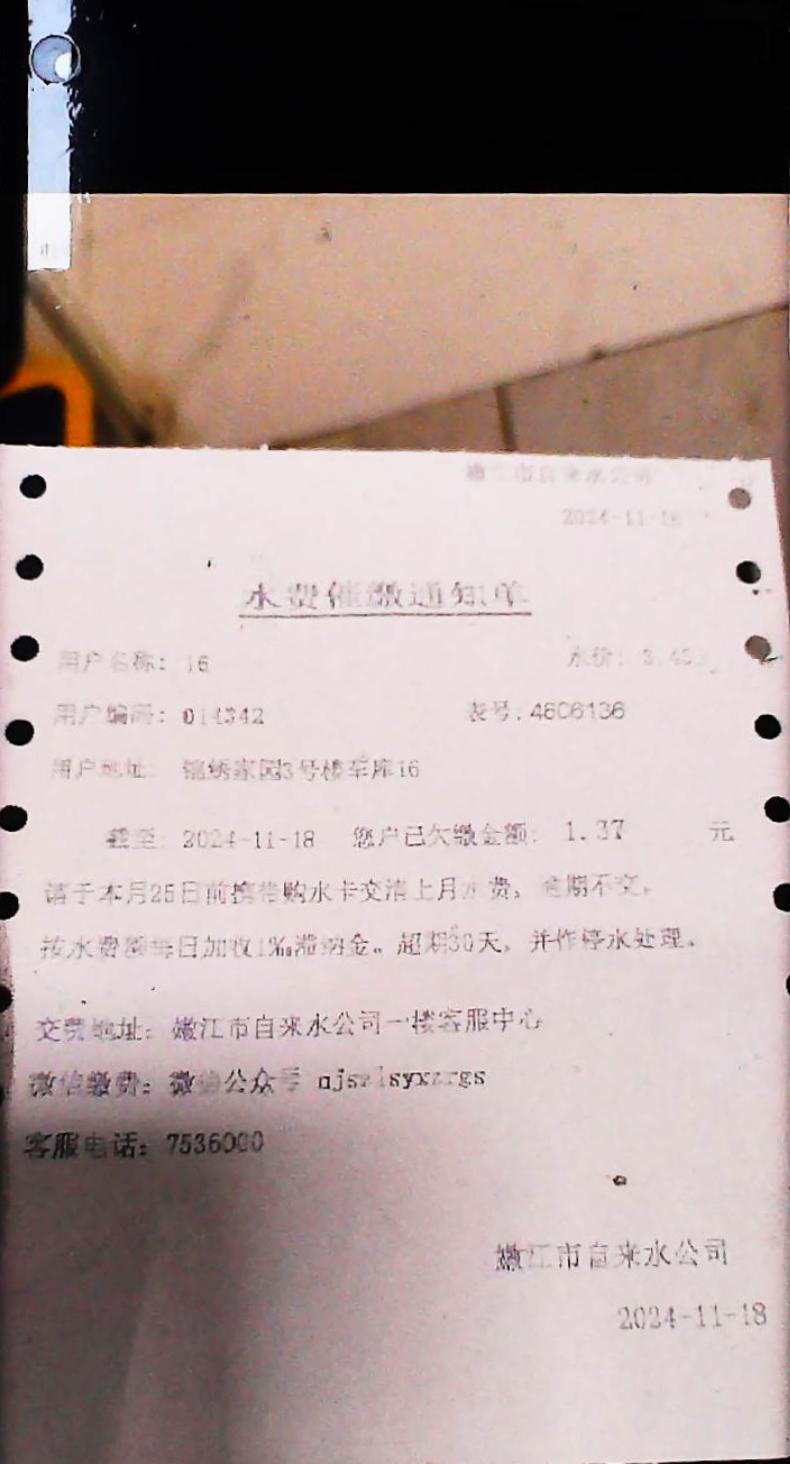 嫩江市自来水公司
2024-11-18
水费催缴通知单
用户名称: 16 水价: 3.45
用户编码: 014342 表号: 4606136
用户地址: 锦绣家园3号楼车库16
截至: 2024-11-18 您户已欠缴金额: 1.37 元
请于本月25日前携带购水卡交清上月水费, 逾期不交,
按水费额每日加收1‰滞纳金。超期30天, 并作停水处理。
交费地址: 嫩江市自来水公司一楼客服中心
微信缴费: 微信公众号
客服电话: 7536000
嫩江市自来水公司
2024-11-18